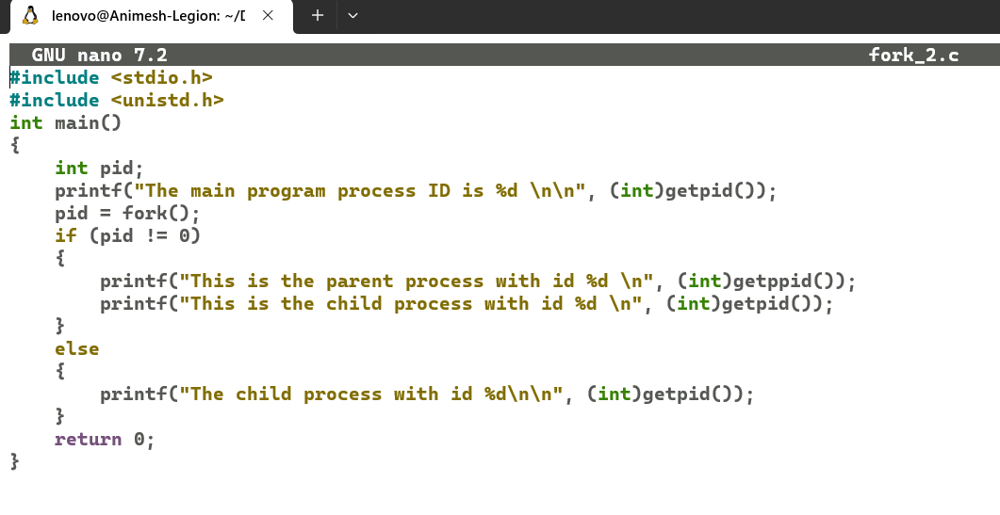 lenovo@Animesh-Legion: ~/D
GNU nano 7.2 fork_2.c
#include <stdio.h>
#include <unistd.h>
int main()
{
    int pid;
    printf("The main program process ID is %d \n\n", (int)getpid());
    pid = fork();
    if (pid != 0)
    {
        printf("This is the parent process with id %d \n", (int)getppid());
        printf("This is the child process with id %d \n", (int)getpid());
    }
    else
    {
        printf("The child process with id %d\n\n", (int)getpid());
    }
    return 0;
}